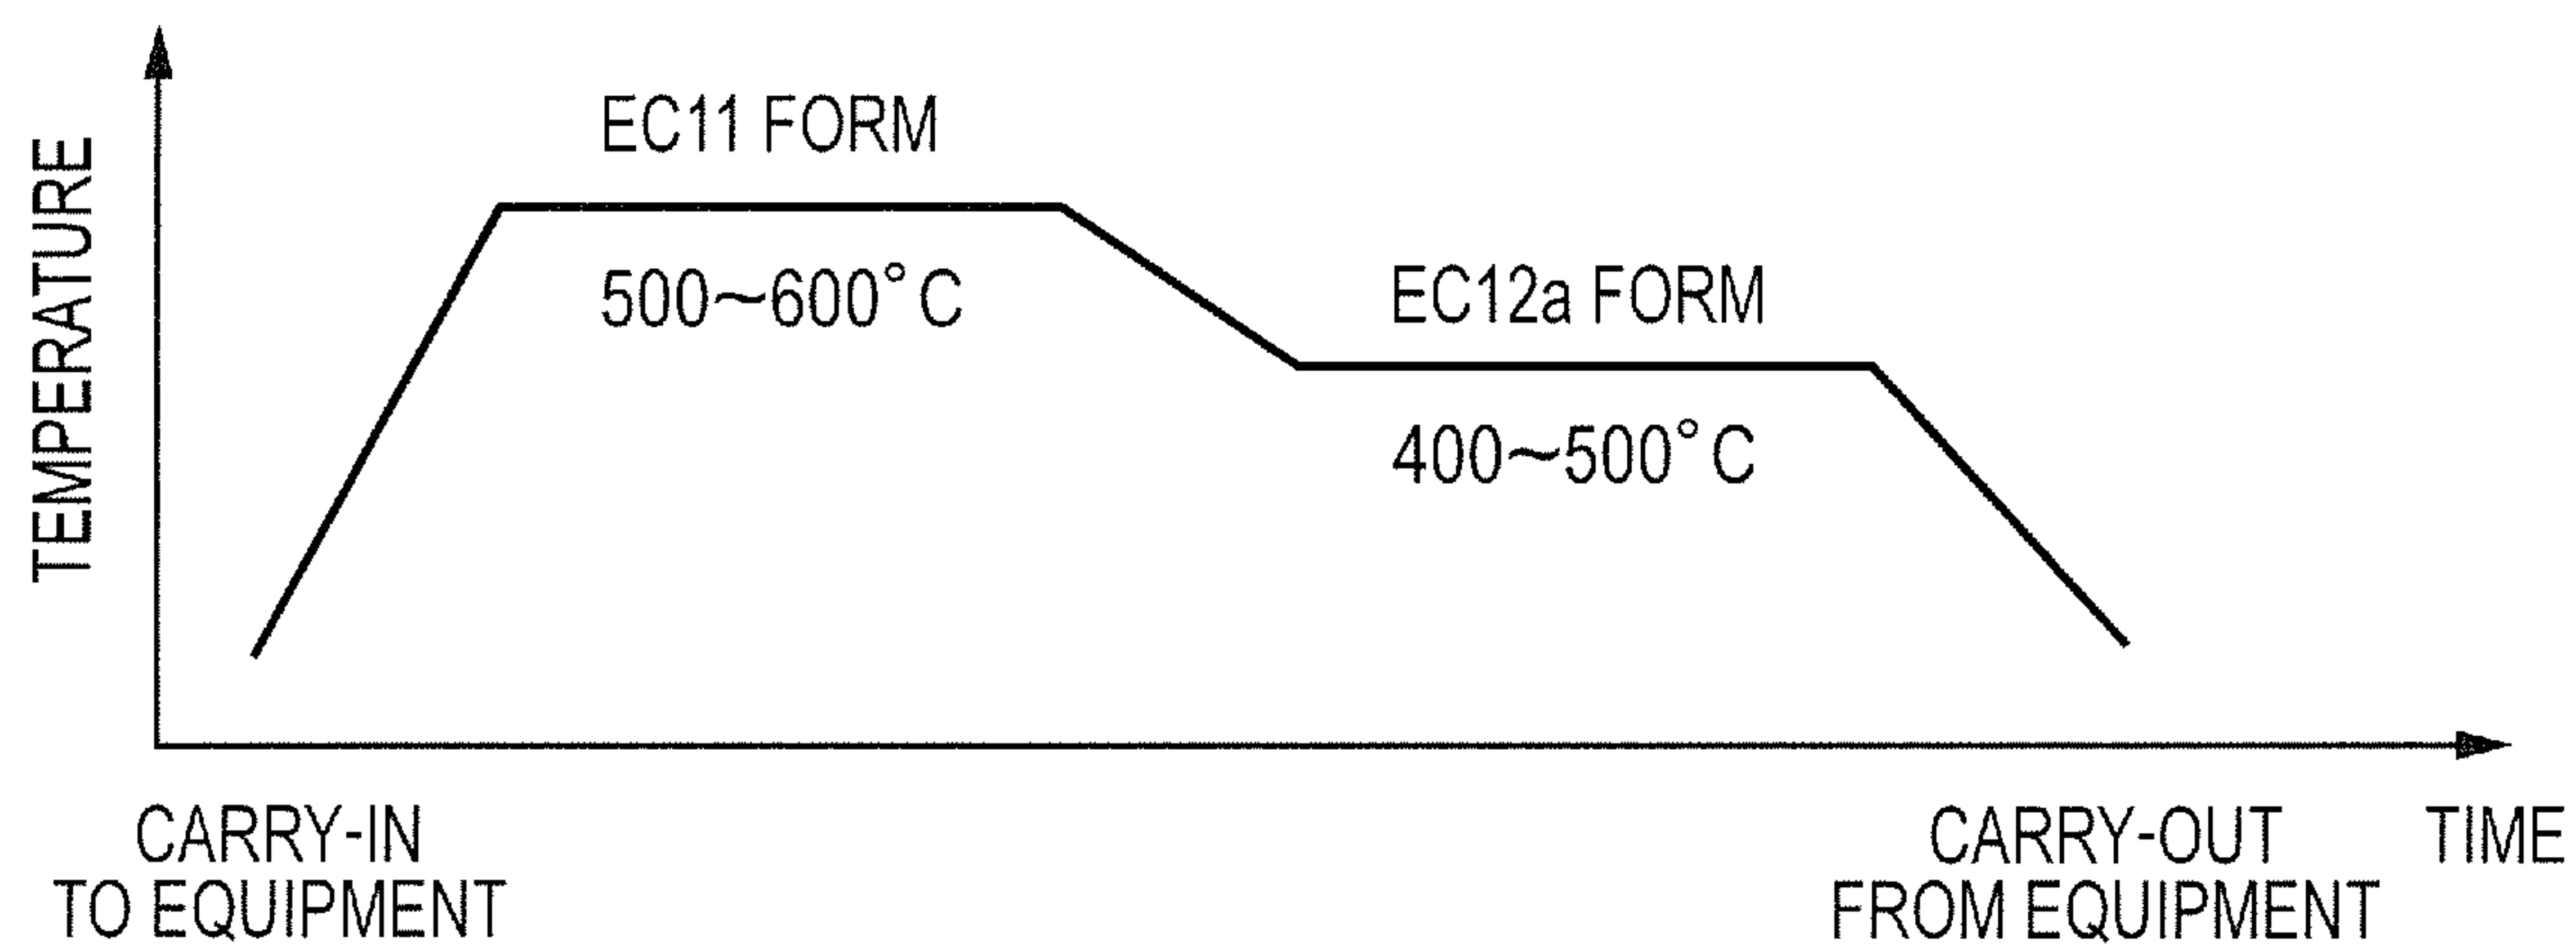 TEMPERATURE
EC11 FORM
500~600°C
EC12a FORM
400~500°C
CARRY-IN
TO EQUIPMENT
CARRY-OUT
FROM EQUIPMENT
TIME